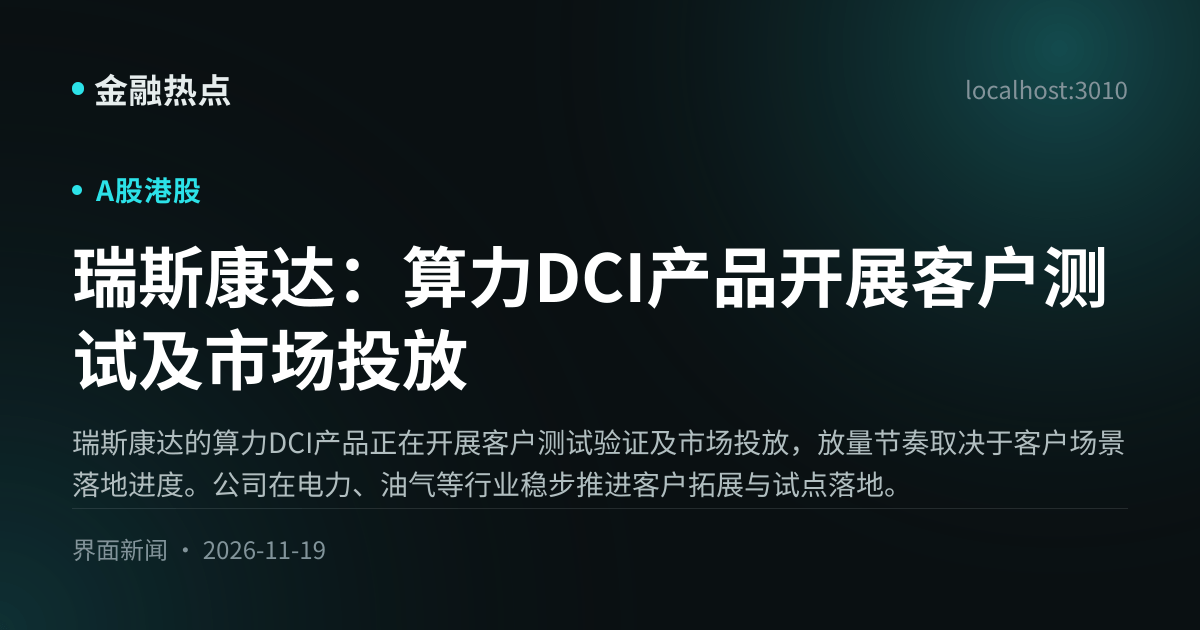 金融热点
localhost:3010
A股港股
瑞斯康达：算力DCI产品开展客户测
试及市场投放
瑞斯康达的算力DCI产品正在开展客户测试验证及市场投放，放量节奏取决于客户场景
落地进度。公司在电力、油气等行业稳步推进客户拓展与试点落地。
界面新闻 · 2026-11-19